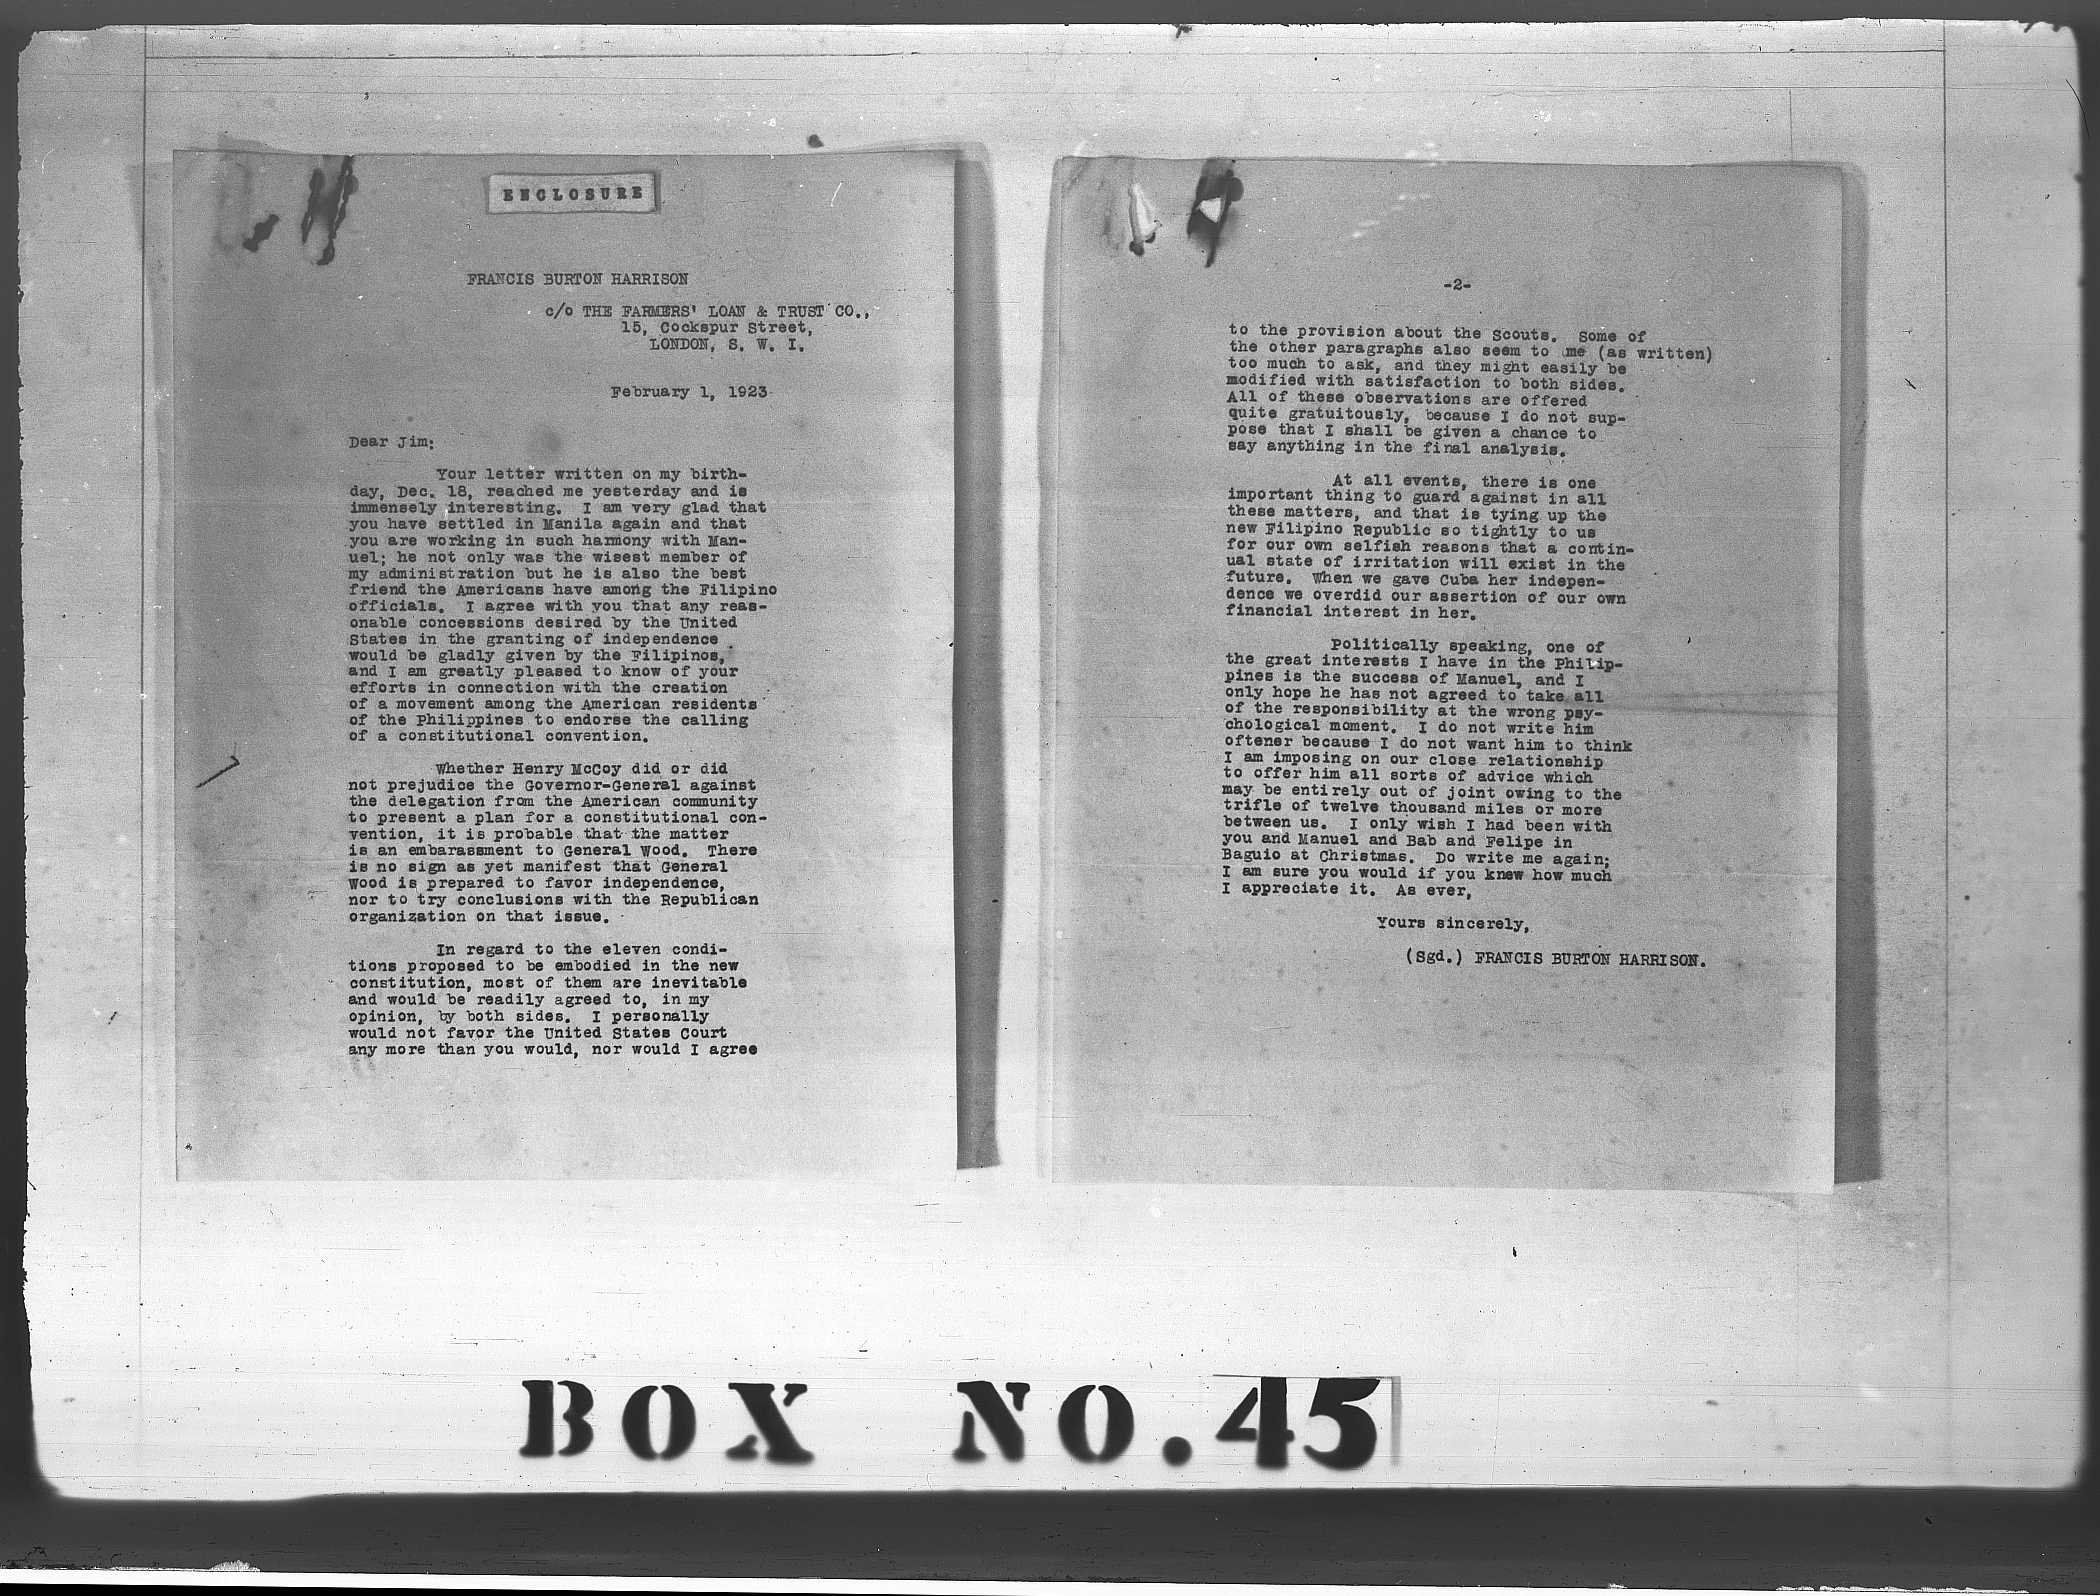 ENCLOSURE
FRANCIS BURTON HARRISON
c/o THE FARMERS' LOAN & TRUST CO.,
15, Cockspur Street,
LONDON, S. W. I.
February 1, 1923
Dear Jim:
Your letter written on my birth-
day, Dec. 18, reached me yesterday and is
immensely interesting. I am very glad that
you have settled in Manila again and that
you are working in such harmony with Man-
uel; he not only was the wisest member of
my administration but he is also the best
friend the Americans have among the Filipino
officials. I agree with you that any reas-
onable concessions desired by the United
States in the granting of independence
would be gladly given by the Filipinos,
and I am greatly pleased to know of your
efforts in connection with the creation
of a movement among the American residents
of the Philippines to endorse the calling
of a constitutional convention.
Whether Henry McCoy did or did
not prejudice the Governor-General against
the delegation from the American community
to present a plan for a constitutional con-
vention, it is probable that the matter
is an embarassment to General Wood. There
is no sign as yet manifest that General
Wood is prepared to favor independence,
nor to try conclusions with the Republican
organization on that issue.
In regard to the eleven condi-
tions proposed to be embodied in the new
constitution, most of them are inevitable
and would be readily agreed to, in my
opinion, by both sides. I personally
would not favor the United States Court
any more than you would, nor would I agree
-2-
to the provision about the Scouts. Some of
the other paragraphs also seem to me (as written)
too much to ask, and they might easily be
modified with satisfaction to both sides.
All of these observations are offered
quite gratuitously, because I do not sup-
pose that I shall be given a chance to
say anything in the final analysis.
At all events, there is one
important thing to guard against in all
these matters, and that is tying up the
new Filipino Republic so tightly to us
for our own selfish reasons that a contin-
ual state of irritation will exist in the
future. When we gave Cuba her indepen-
dence we overdid our assertion of our own
financial interest in her.
Politically speaking, one of
the great interests I have in the Philip-
pines is the success of Manuel, and I
only hope he has not agreed to take all
of the responsibility at the wrong psy-
chological moment. I do not write him
oftener because I do not want him to think
I am imposing on our close relationship
to offer him all sorts of advice which
may be entirely out of joint owing to the
trifle of twelve thousand miles or more
between us. I only wish I had been with
you and Manuel and Bab and Felipe in
Baguio at Christmas. Do write me again;
I am sure you would if you knew how much
I appreciate it. As ever,
Yours sincerely,
(Sgd.) FRANCIS BURTON HARRISON.
BOX NO. 45